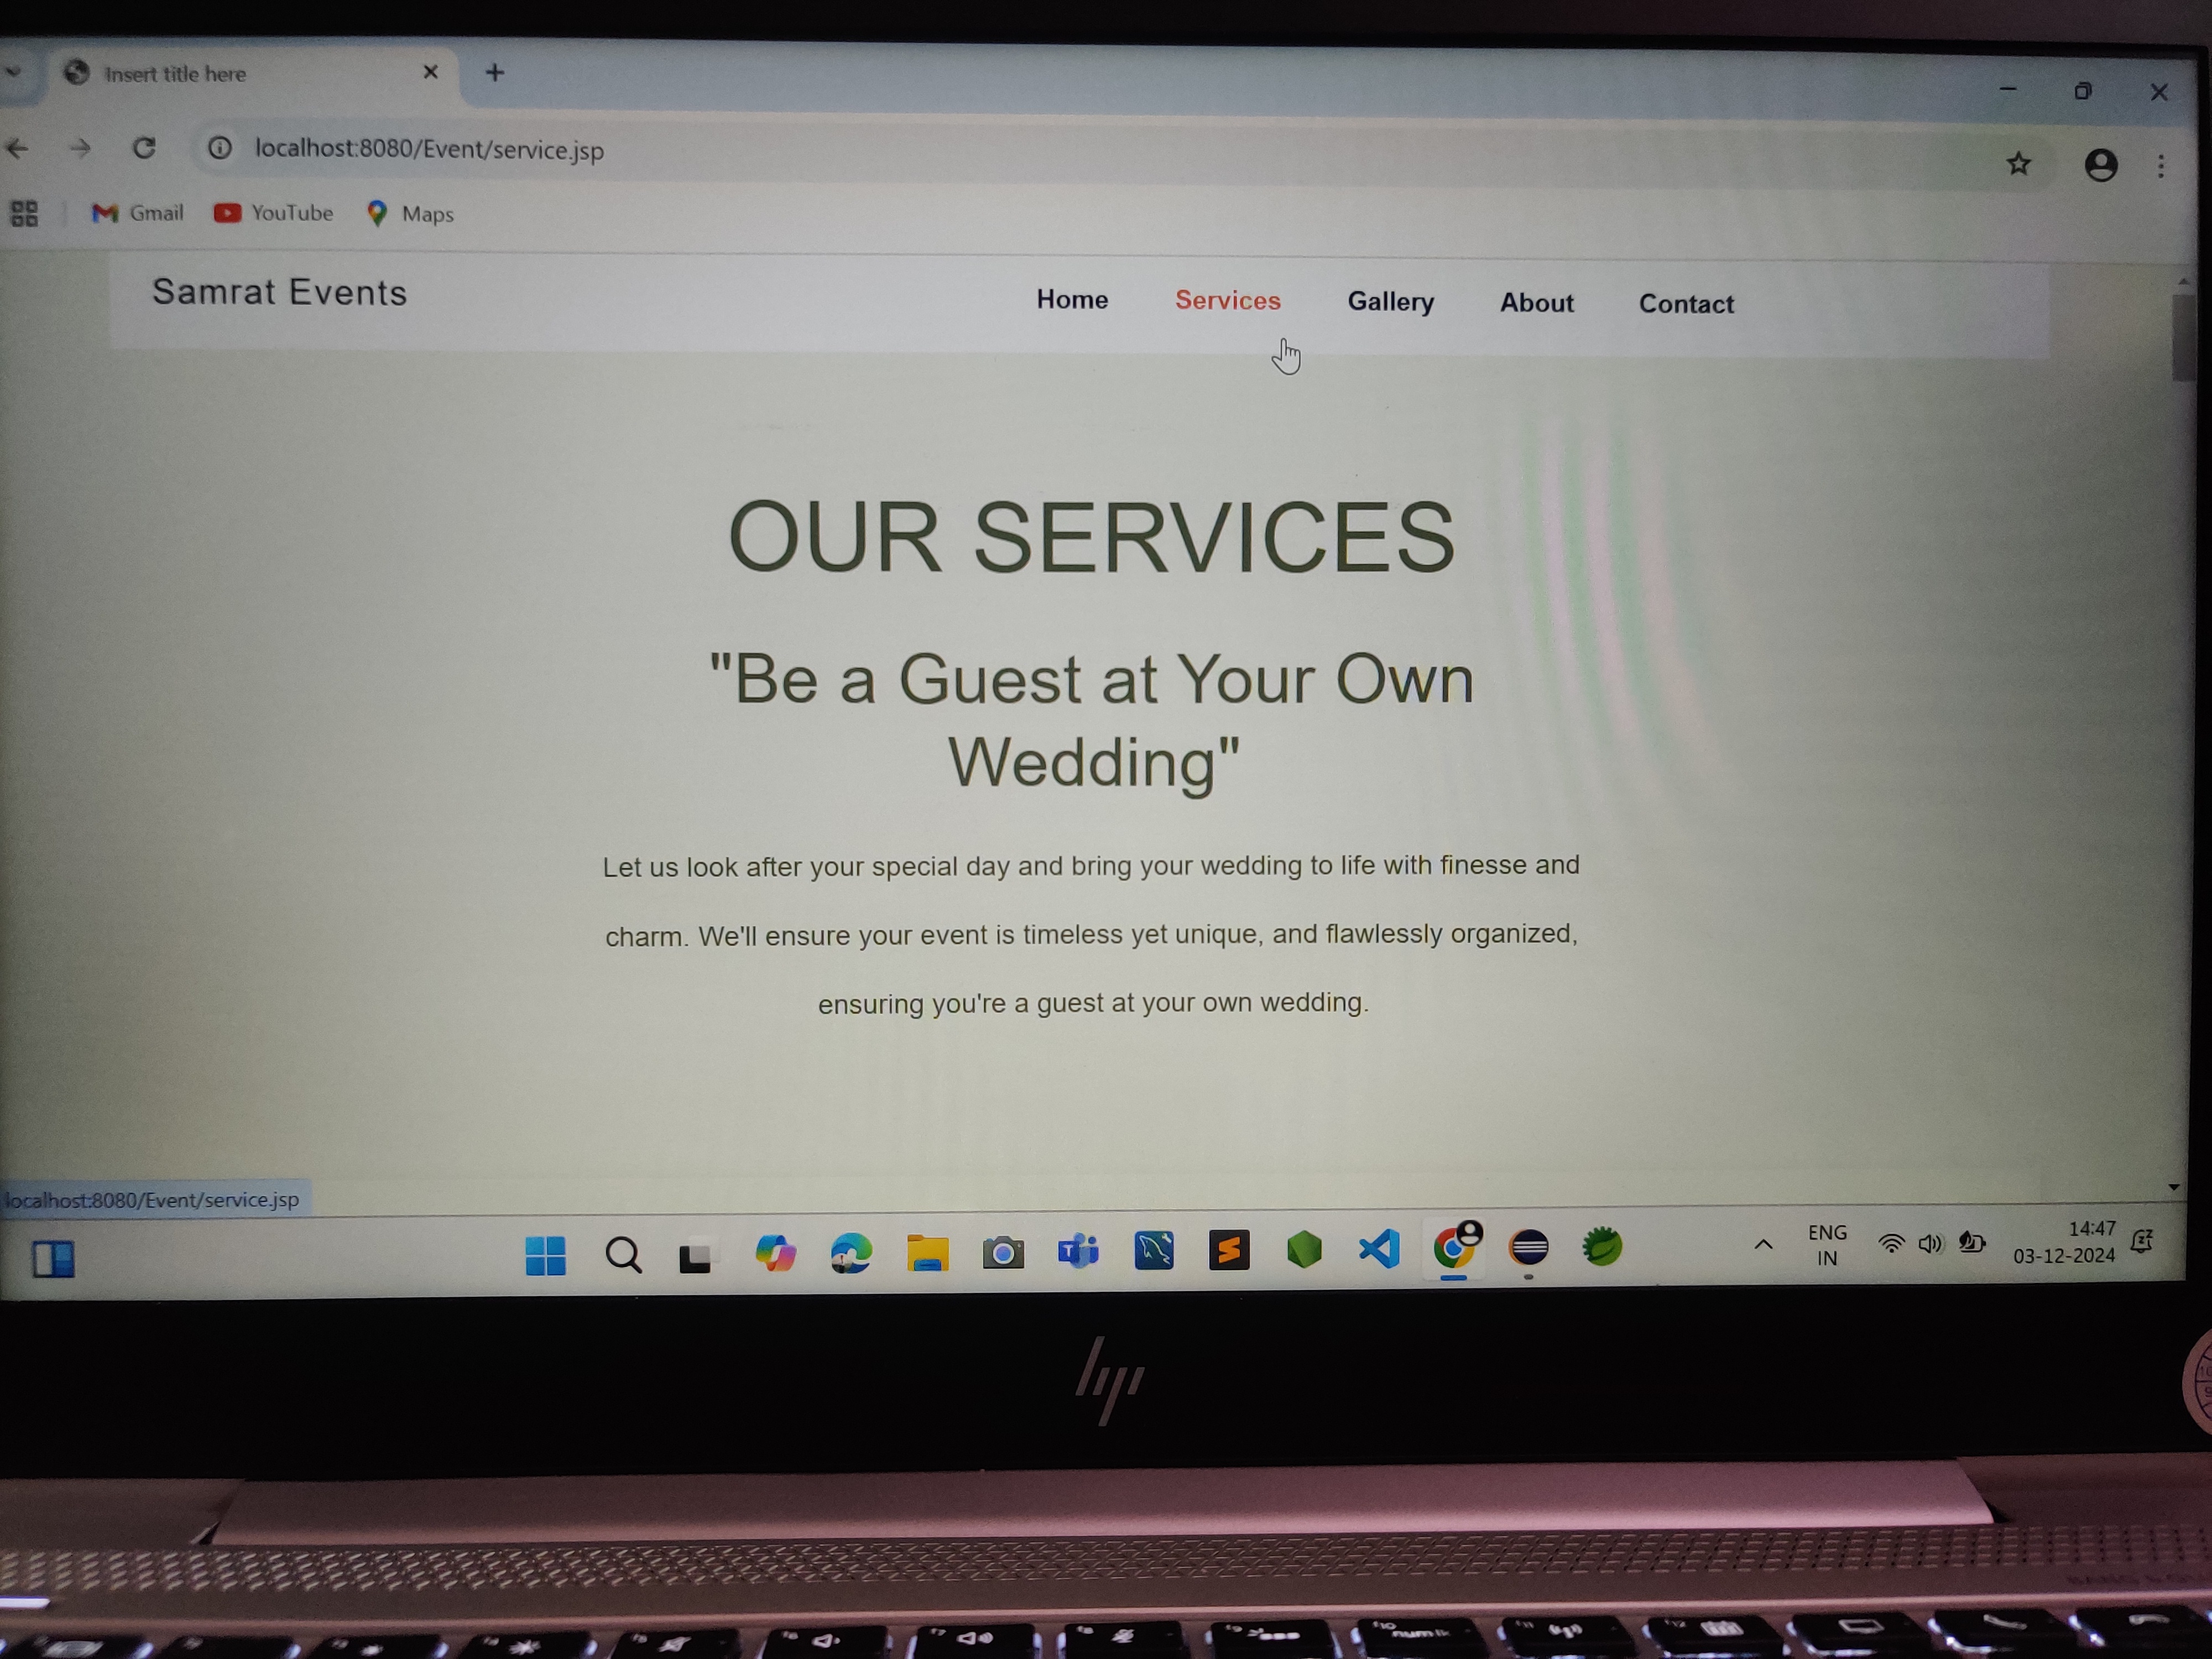 Insert title here
localhost:8080/Event/service.jsp
Gmail YouTube Maps
Samrat Events Home Services Gallery About Contact
OUR SERVICES
"Be a Guest at Your Own
Wedding"
Let us look after your special day and bring your wedding to life with finesse and
charm. We'll ensure your event is timeless yet unique, and flawlessly organized,
ensuring you're a guest at your own wedding.
localhost:8080/Event/service.jsp
ENG
IN
14:47
03-12-2024
hp
num lk